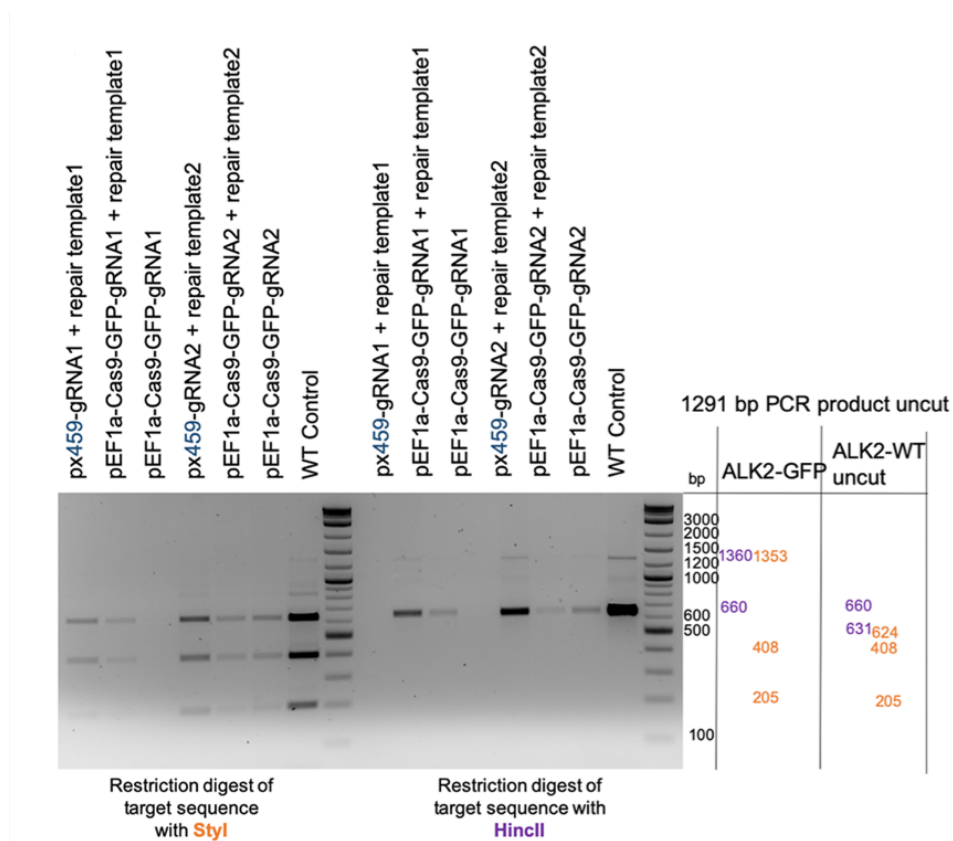 px459-gRNA1 + repair template1
pEF1a-Cas9-GFP-gRNA1 + repair template1
pEF1a-Cas9-GFP-gRNA1
px459-gRNA2 + repair template2
pEF1a-Cas9-GFP-gRNA2 + repair template2
pEF1a-Cas9-GFP-gRNA2
WT Control
px459-gRNA1 + repair template1
pEF1a-Cas9-GFP-gRNA1 + repair template1
pEF1a-Cas9-GFP-gRNA1
px459-gRNA2 + repair template2
pEF1a-Cas9-GFP-gRNA2 + repair template2
pEF1a-Cas9-GFP-gRNA2
WT Control
1291 bp PCR product uncut
bp
ALK2-GFP
ALK2-WT
uncut
3000
2000
1500
1200
1000
600
500
100
1360 1353
660
408
205
660
631 624
408
205
Restriction digest of
target sequence
with StyI
Restriction digest of
target sequence with
HincII